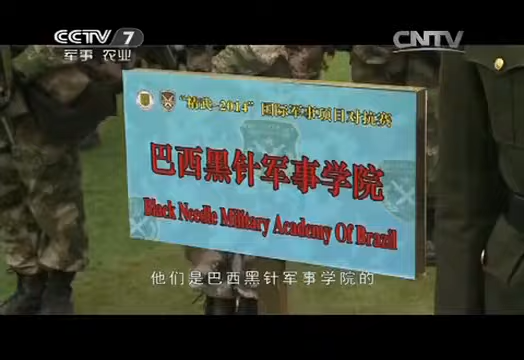 CCTV 7
军事 农业
CNTV
“精武-2014”国际军事项目对抗赛
巴西黑针军事学院
Black Needle Military Academy Of Brazil
他们是巴西黑针军事学院的